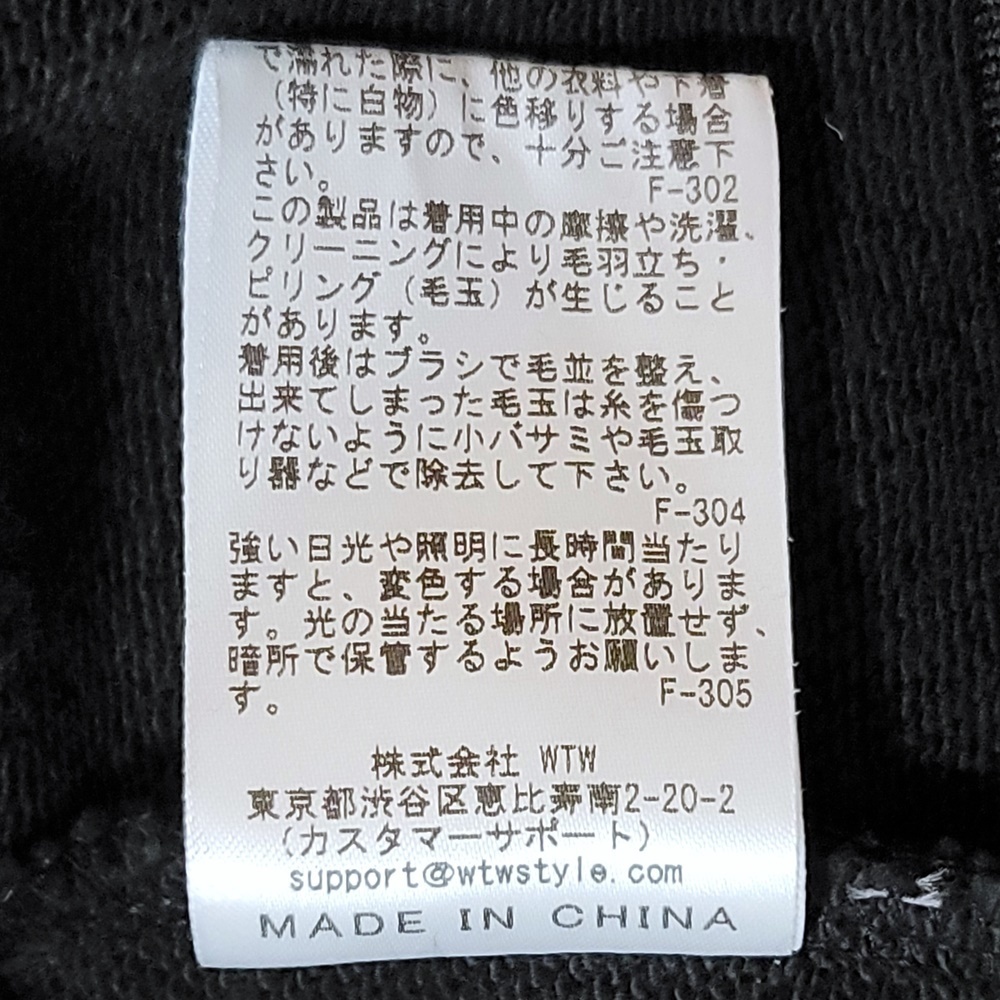 で濡れた際に、他の衣料や下着
（特に白物）に色移りする場合
がありますので、十分ご注意下
さい。
F-302
この製品は着用中の摩擦や洗濯、
クリーニングにより毛羽立ち・
ピリング（毛玉）が生じること
があります。
着用後はブラシで毛並を整え、
出来てしまった毛玉は糸を傷つ
けないように小バサミや毛玉取
り器などで除去して下さい。
F-304
強い日光や照明に長時間当たり
ますと、変色する場合がありま
す。光の当たる場所に放置せず、
暗所で保管するようお願いしま
す。
F-305
株式会社 WTW
東京都渋谷区恵比寿南2-20-2
(カスタマーサポート)
support@wtwstyle.com
MADE IN CHINA